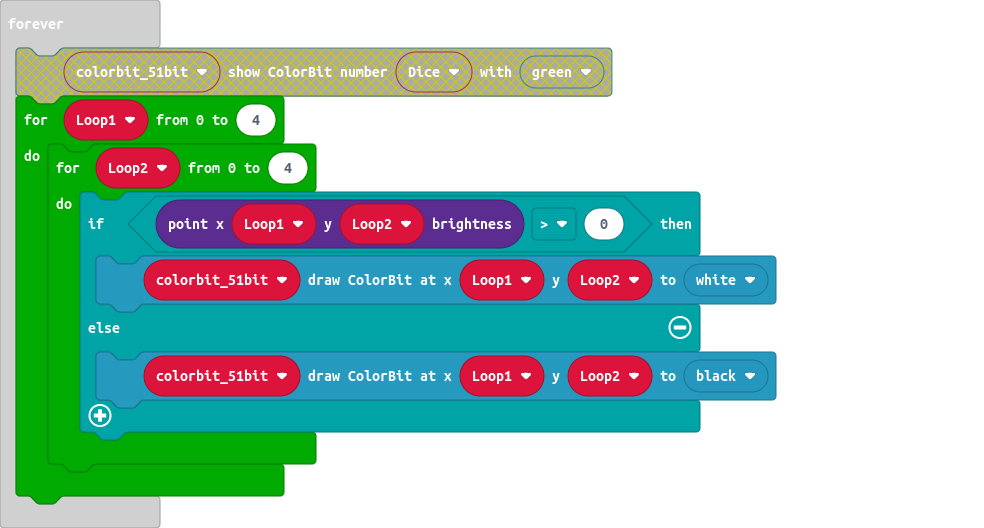 forever
colorbit_51bit show ColorBit number Dice with green
for Loop1 from 0 to 4
do
for Loop2 from 0 to 4
do
if point x Loop1 y Loop2 brightness > 0 then
colorbit_51bit draw ColorBit at x Loop1 y Loop2 to white
else
colorbit_51bit draw ColorBit at x Loop1 y Loop2 to black